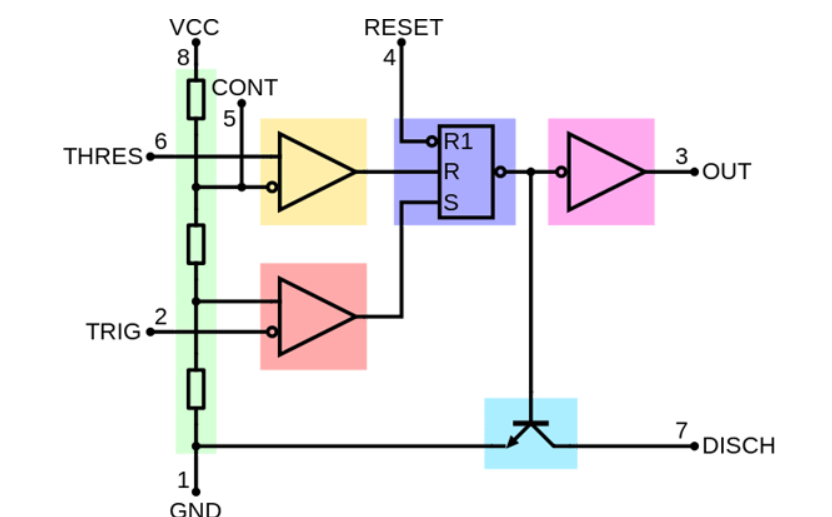 VCC
RESET
8
4
CONT
5
THRES
6
R1
R
S
3
OUT
TRIG
2
7
DISCH
1
GND